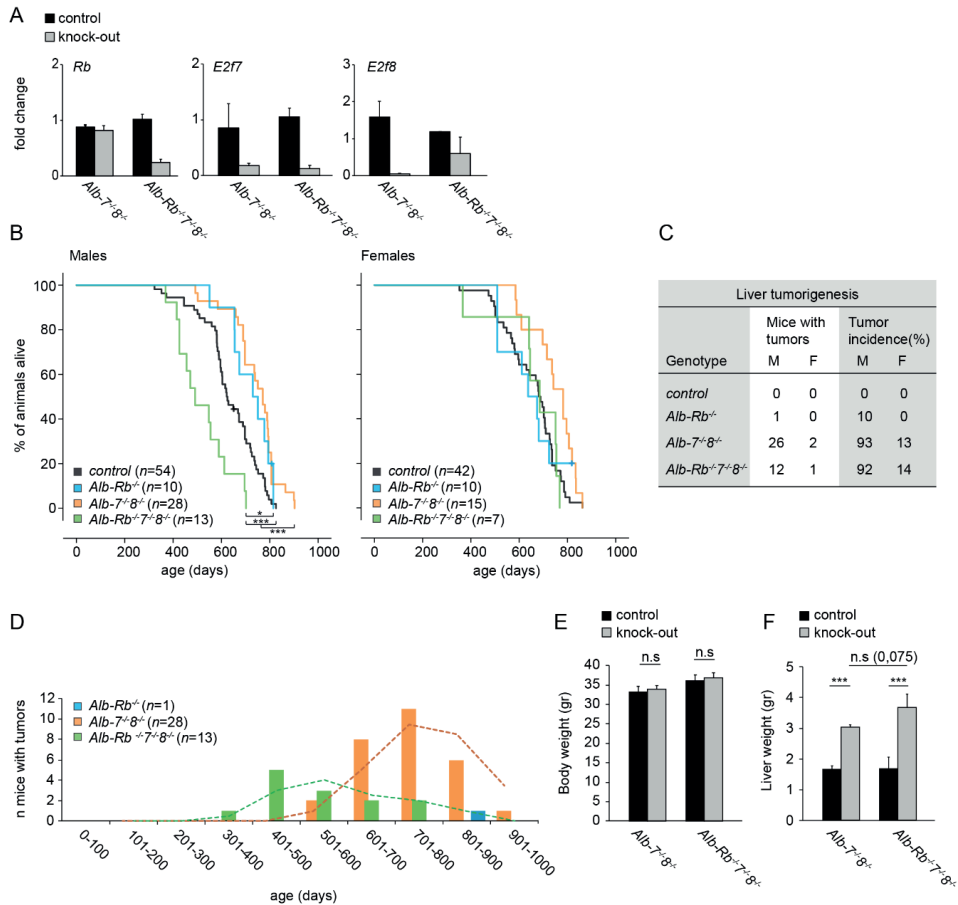 A
control
knock-out
fold change
Rb
E2f7
E2f8
2
1
0
2
1
0
3
2
1
0
Alb-7⁻/⁻8⁻/⁻
Alb-Rb⁻/⁻7⁻/⁻8⁻/⁻
Alb-7⁻/⁻8⁻/⁻
Alb-Rb⁻/⁻7⁻/⁻8⁻/⁻
Alb-7⁻/⁻8⁻/⁻
Alb-Rb⁻/⁻7⁻/⁻8⁻/⁻
B
Males
Females
% of animals alive
100
80
60
40
20
0
control (n=54)
Alb-Rb⁻/⁻ (n=10)
Alb-7⁻/⁻8⁻/⁻ (n=28)
Alb-Rb⁻/⁻7⁻/⁻8⁻/⁻ (n=13)
*
***
***
0 200 400 600 800 1000
age (days)
control (n=42)
Alb-Rb⁻/⁻ (n=10)
Alb-7⁻/⁻8⁻/⁻ (n=15)
Alb-Rb⁻/⁻7⁻/⁻8⁻/⁻ (n=7)
0 200 400 600 800 1000
age (days)
C
Liver tumorigenesis
Mice with tumors
Tumor incidence(%)
Genotype M F M F
control 0 0 0 0
Alb-Rb⁻/⁻ 1 0 10 0
Alb-7⁻/⁻8⁻/⁻ 26 2 93 13
Alb-Rb⁻/⁻7⁻/⁻8⁻/⁻ 12 1 92 14
D
n mice with tumors
12
10
8
6
4
2
0
Alb-Rb⁻/⁻ (n=1)
Alb-7⁻/⁻8⁻/⁻ (n=28)
Alb-Rb ⁻/⁻7⁻/⁻8⁻/⁻ (n=13)
0-100
101-200
201-300
301-400
401-500
501-600
601-700
701-800
801-900
901-1000
age (days)
E
control
knock-out
Body weight (gr)
40
35
30
25
20
15
10
5
0
n.s
n.s
Alb-7⁻/⁻8⁻/⁻
Alb-Rb⁻/⁻7⁻/⁻8⁻/⁻
F
control
knock-out
n.s (0,075)
Liver weight (gr)
5
4
3
2
1
0
***
***
Alb-7⁻/⁻8⁻/⁻
Alb-Rb⁻/⁻7⁻/⁻8⁻/⁻